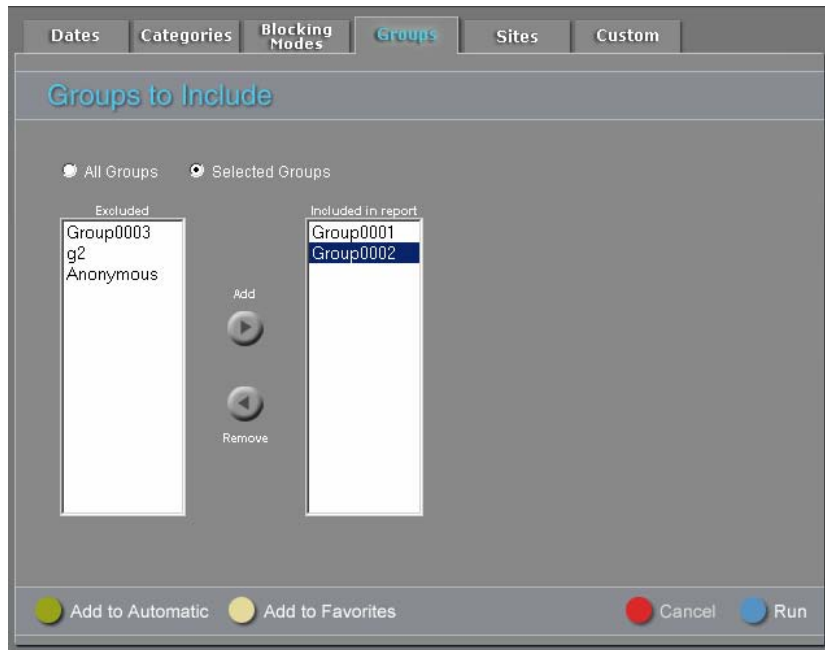 Dates Categories Blocking Modes Groups Sites Custom
Groups to Include
All Groups Selected Groups
Excluded Included in report
Group0003 Group0001
g2 Group0002
Anonymous
Add
Remove
Add to Automatic Add to Favorites Cancel Run